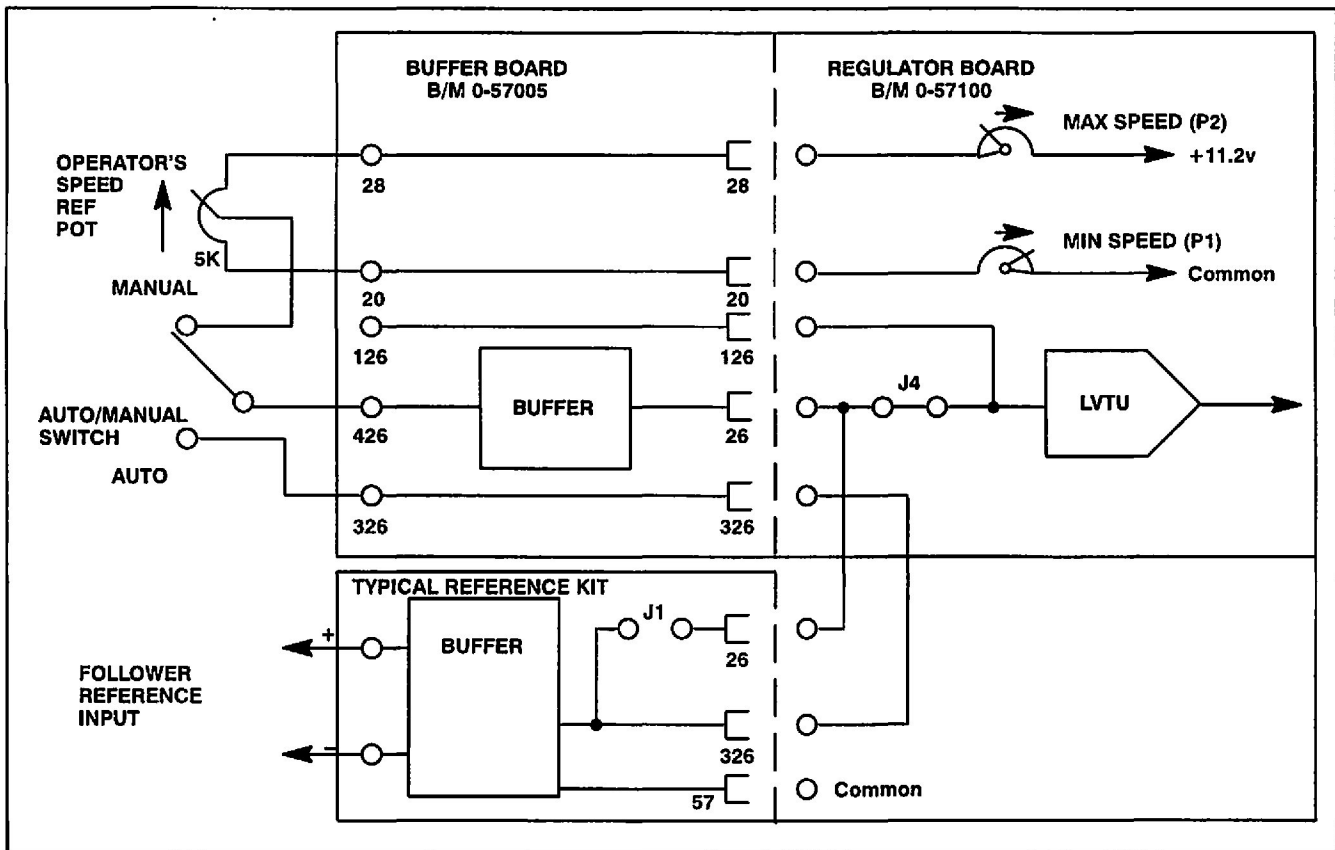 BUFFER BOARD
B/M 0-57005
REGULATOR BOARD
B/M 0-57100
MAX SPEED (P2)
+11.2v
OPERATOR'S
SPEED
REF
POT
28
28
MIN SPEED (P1)
Common
5K
20
20
MANUAL
126
126
J4
BUFFER
LVTU
AUTO/MANUAL
SWITCH
426
26
AUTO
326
326
TYPICAL REFERENCE KIT
J1
+
BUFFER
26
FOLLOWER
REFERENCE
INPUT
326
–
57
Common